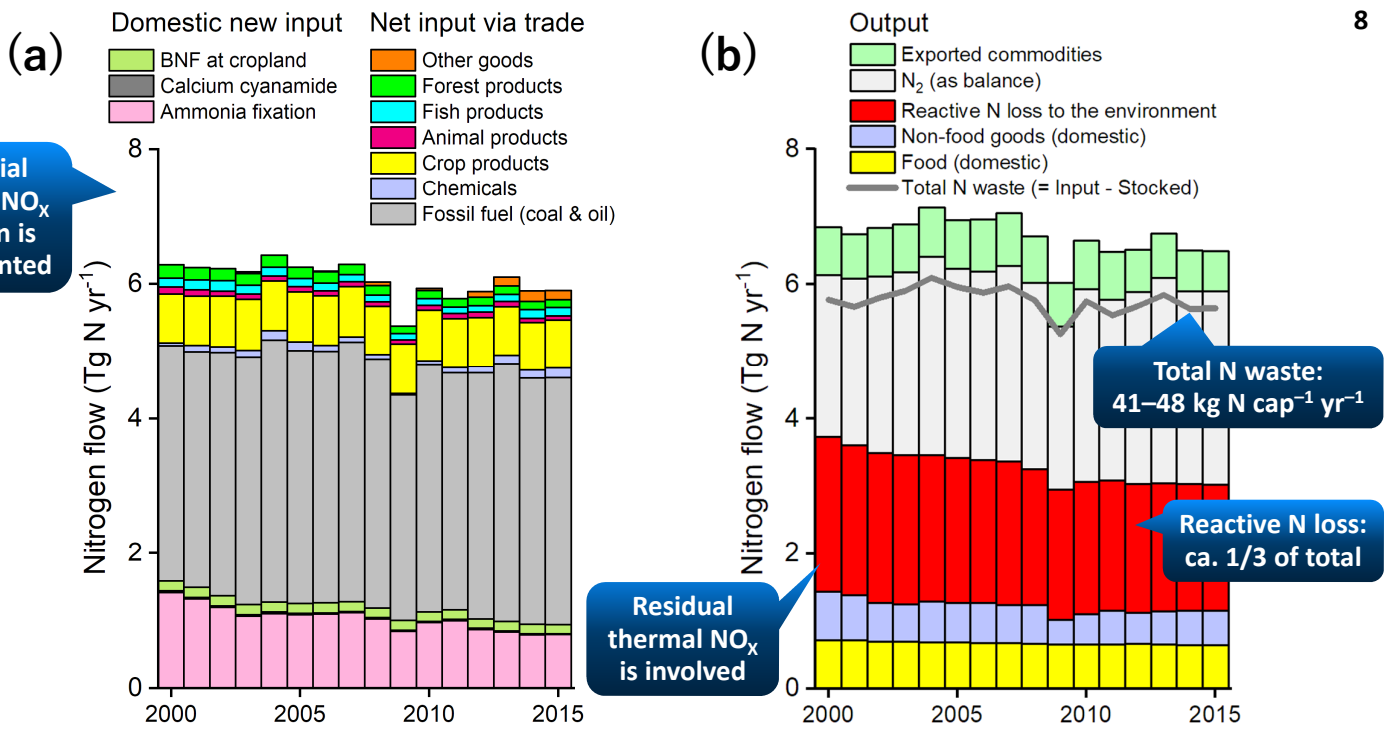 8
(a)
Domestic new input
BNF at cropland
Calcium cyanamide
Ammonia fixation
Net input via trade
Other goods
Forest products
Fish products
Animal products
Crop products
Chemicals
Fossil fuel (coal & oil)
ial
NOX
n is
nted
Nitrogen flow (Tg N yr-1)
8
6
4
2
0
2000 2005 2010 2015
(b)
Output
Exported commodities
N2 (as balance)
Reactive N loss to the environment
Non-food goods (domestic)
Food (domestic)
Total N waste (= Input - Stocked)
Nitrogen flow (Tg N yr-1)
8
6
4
2
0
2000 2005 2010 2015
Total N waste:
41–48 kg N cap–1 yr–1
Reactive N loss:
ca. 1/3 of total
Residual
thermal NOX
is involved